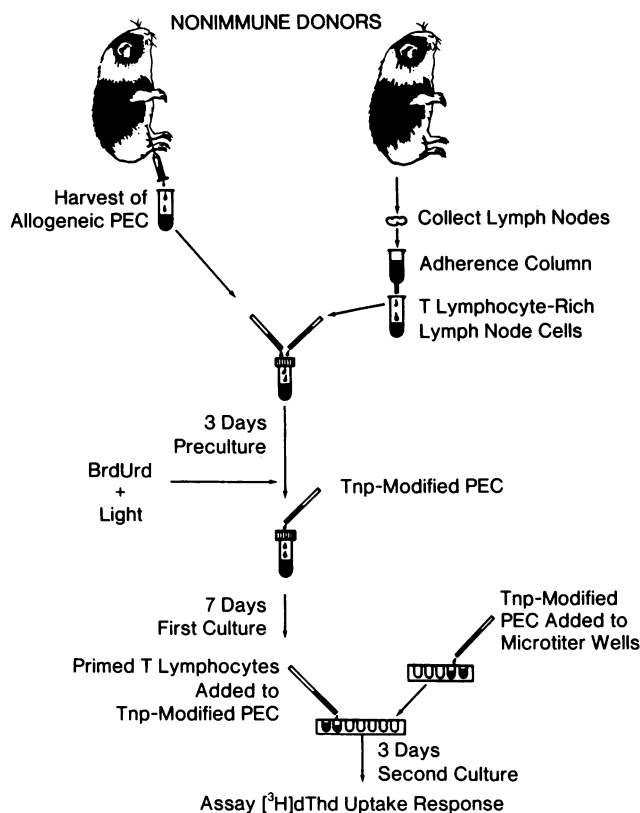 NONIMMUNE DONORS
Harvest of
Allogeneic PEC
Collect Lymph Nodes
Adherence Column
T Lymphocyte-Rich
Lymph Node Cells
3 Days
Preculture
BrdUrd
+
Light
Tnp-Modified PEC
7 Days
First Culture
Tnp-Modified
PEC Added to
Microtiter Wells
Primed T Lymphocytes
Added to
Tnp-Modified PEC
3 Days
Second Culture
Assay [³H]dThd Uptake Response